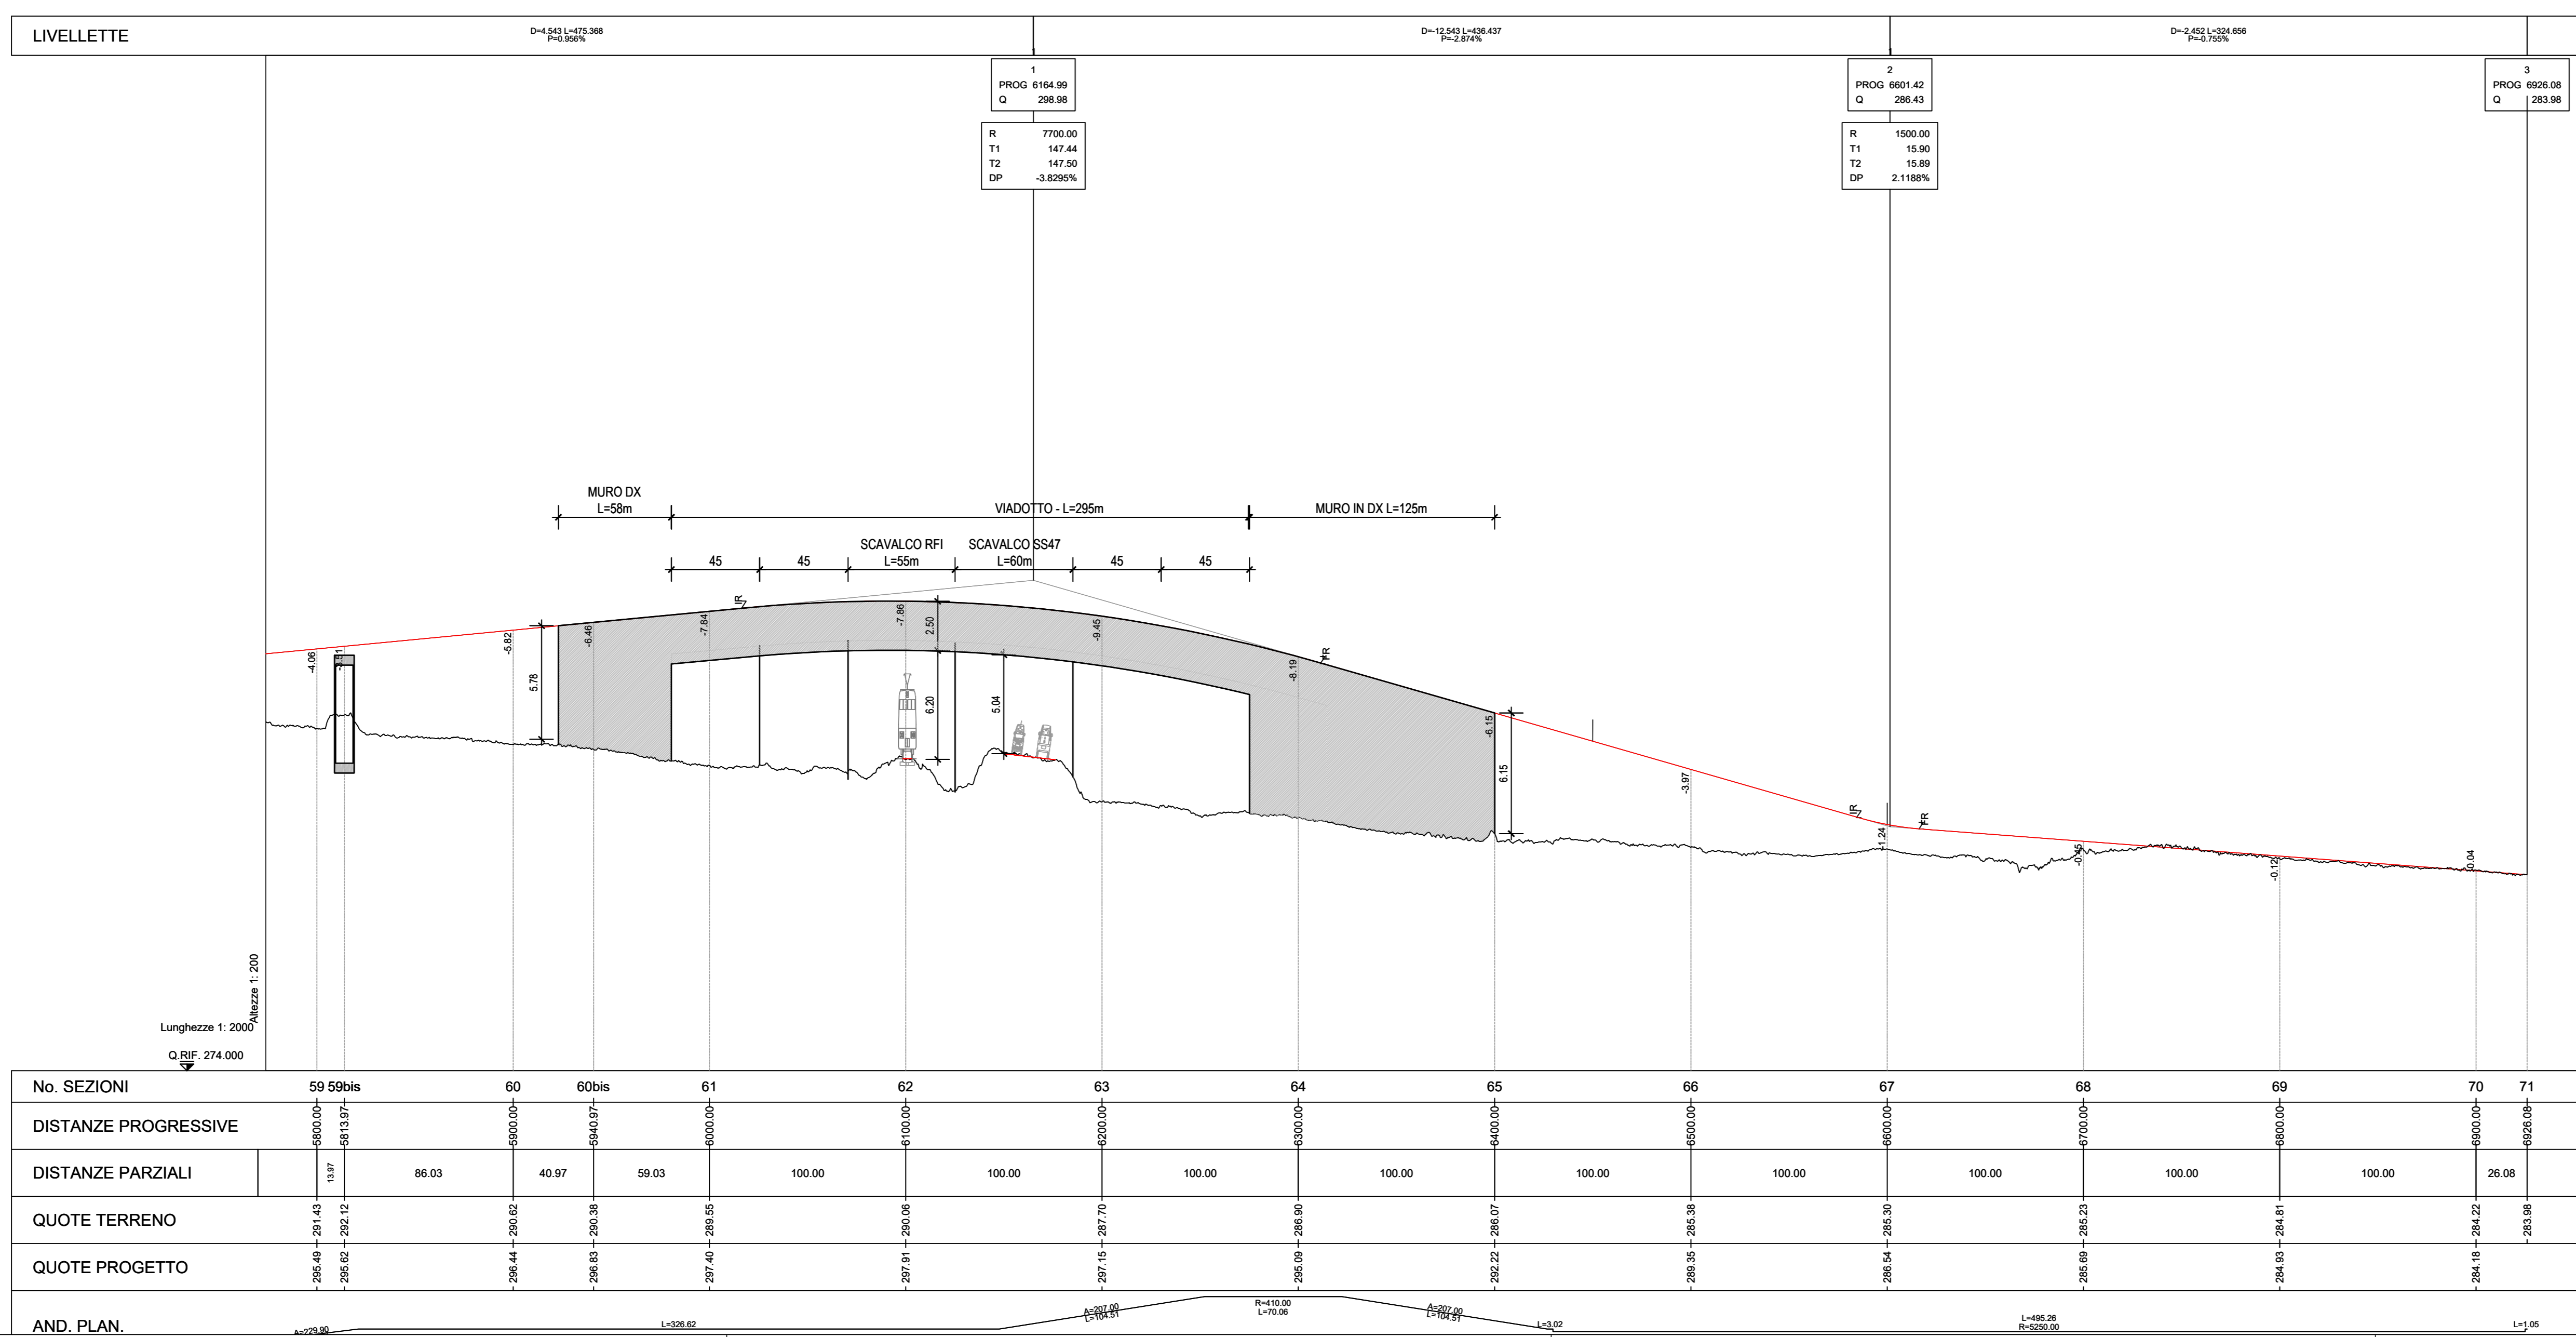 LIVELLETTE
D=4.543 L=475.368
P=0.956%
D=-12.543 L=436.437
P=-2.874%
D=-2.452 L=324.656
P=-0.755%
1
PROG 6164.99
Q 298.98
R 7700.00
T1 147.44
T2 147.50
DP -3.8295%
2
PROG 6601.42
Q 286.43
R 1500.00
T1 15.90
T2 15.89
DP 2.1188%
3
PROG 6926.08
Q 283.98
MURO DX
L=58m
VIADOTTO - L=295m
MURO IN DX L=125m
SCAVALCO RFI
L=55m
SCAVALCO SS47
L=60m
45
45
45
45
IR
FR
IR
FR
-4.06
-3.51
-5.82
5.78
-6.46
-7.84
-7.86
2.50
6.20
5.04
-9.45
-8.19
-6.15
6.15
-3.97
-1.24
-0.45
-0.12
0.04
Altezze 1: 200
Lunghezze 1: 2000
Q.RIF. 274.000
No. SEZIONI 59 59bis 60 60bis 61 62 63 64 65 66 67 68 69 70 71
DISTANZE PROGRESSIVE 5800.00 5813.97 5900.00 5940.97 6000.00 6100.00 6200.00 6300.00 6400.00 6500.00 6600.00 6700.00 6800.00 6900.00 6926.08
DISTANZE PARZIALI 13.97 86.03 40.97 59.03 100.00 100.00 100.00 100.00 100.00 100.00 100.00 100.00 100.00 26.08
QUOTE TERRENO 291.43 292.12 290.62 290.38 289.55 290.06 287.70 286.90 286.07 285.38 285.30 285.23 284.81 284.22 283.98
QUOTE PROGETTO 295.49 295.62 296.44 296.83 297.40 297.91 297.15 295.09 292.22 289.35 286.54 285.69 284.93 284.18
AND. PLAN.
A=229.90
L=326.62
A=207.00
L=104.51
R=410.00
L=70.06
A=207.00
L=104.51
L=3.02
L=495.26
R=5250.00
L=1.05